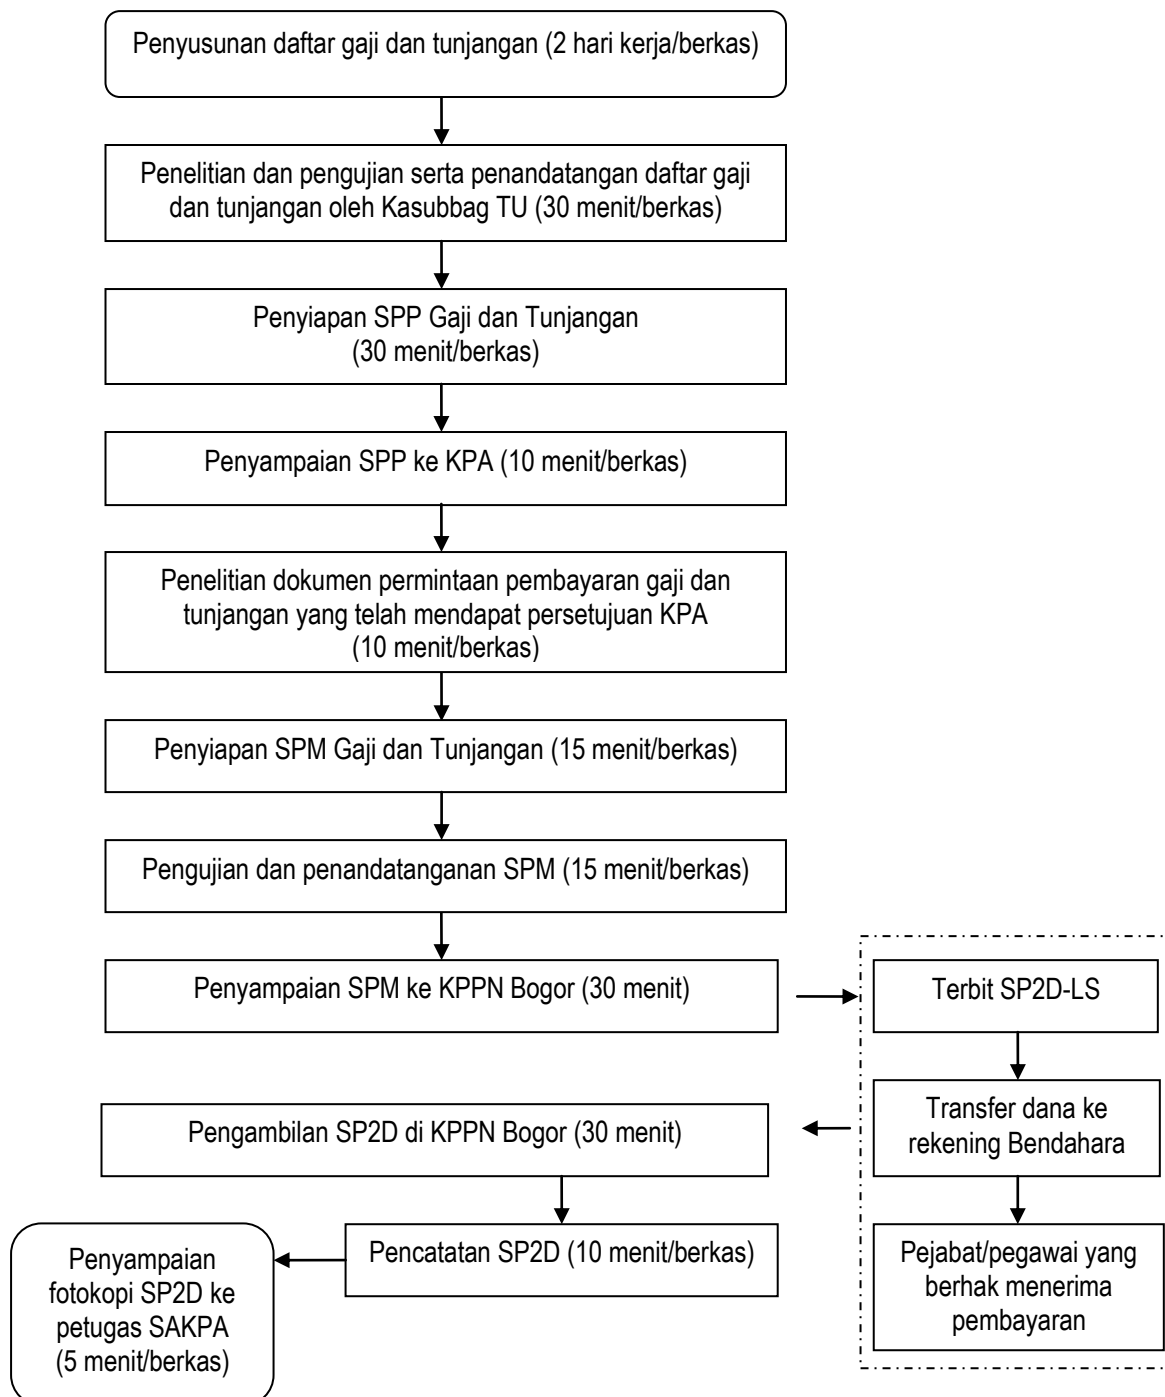 Penyusunan daftar gaji dan tunjangan (2 hari kerja/berkas)
Penelitian dan pengujian serta penandatangan daftar gaji
dan tunjangan oleh Kasubbag TU (30 menit/berkas)
Penyiapan SPP Gaji dan Tunjangan
(30 menit/berkas)
Penyampaian SPP ke KPA (10 menit/berkas)
Penelitian dokumen permintaan pembayaran gaji dan
tunjangan yang telah mendapat persetujuan KPA
(10 menit/berkas)
Penyiapan SPM Gaji dan Tunjangan (15 menit/berkas)
Pengujian dan penandatanganan SPM (15 menit/berkas)
Penyampaian SPM ke KPPN Bogor (30 menit)
Terbit SP2D-LS
Transfer dana ke
rekening Bendahara
Pejabat/pegawai yang
berhak menerima
pembayaran
Pengambilan SP2D di KPPN Bogor (30 menit)
Pencatatan SP2D (10 menit/berkas)
Penyampaian
fotokopi SP2D ke
petugas SAKPA
(5 menit/berkas)